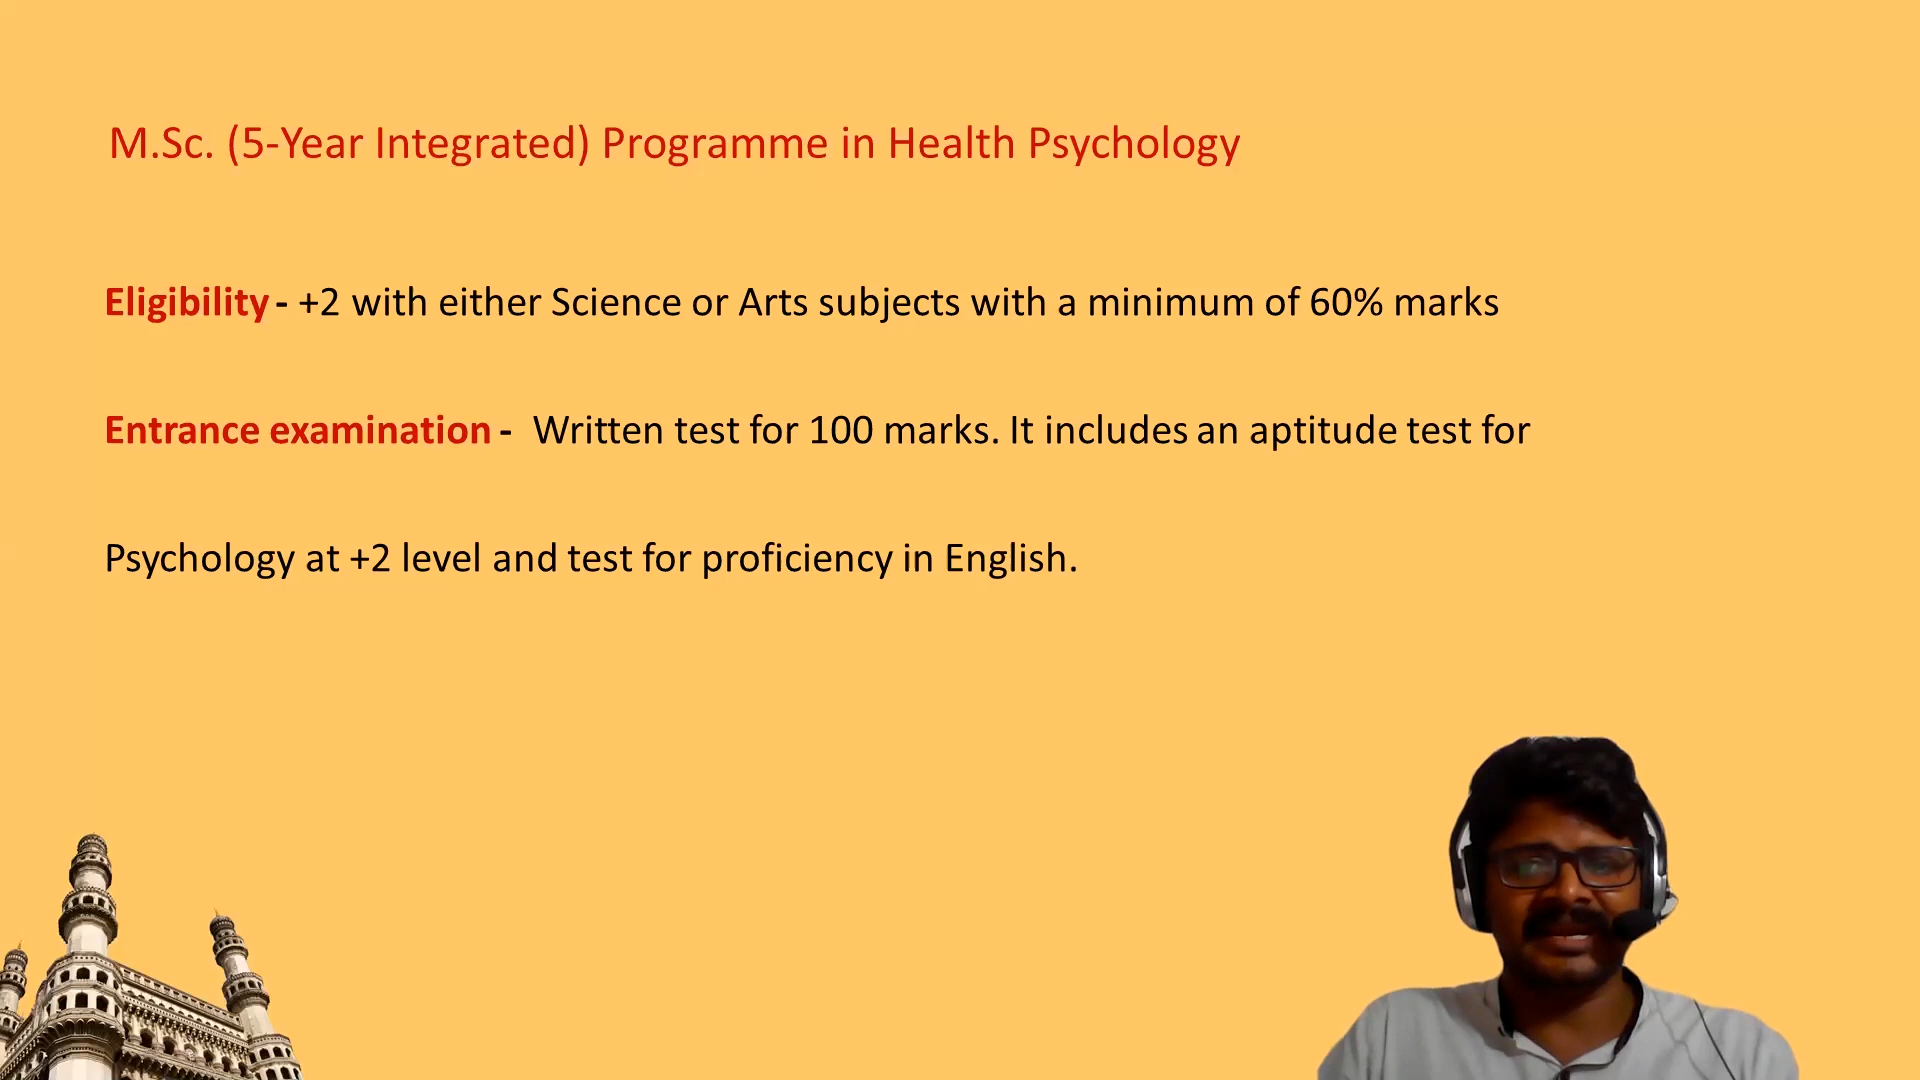 M.Sc. (5-Year Integrated) Programme in Health Psychology
Eligibility - +2 with either Science or Arts subjects with a minimum of 60% marks
Entrance examination - Written test for 100 marks. It includes an aptitude test for
Psychology at +2 level and test for proficiency in English.